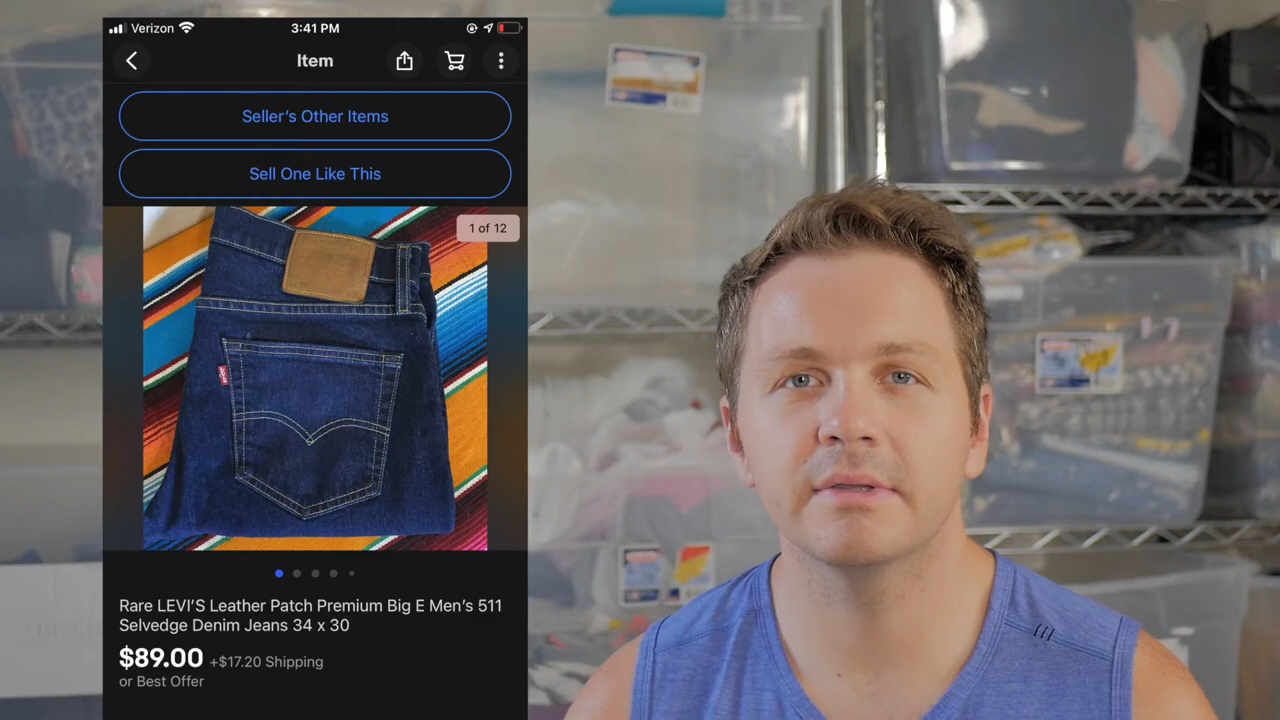 Verizon
3:41 PM
Item
Seller's Other Items
Sell One Like This
1 of 12
Rare LEVI'S Leather Patch Premium Big E Men's 511
Selvedge Denim Jeans 34 x 30
$89.00 +$17.20 Shipping
or Best Offer